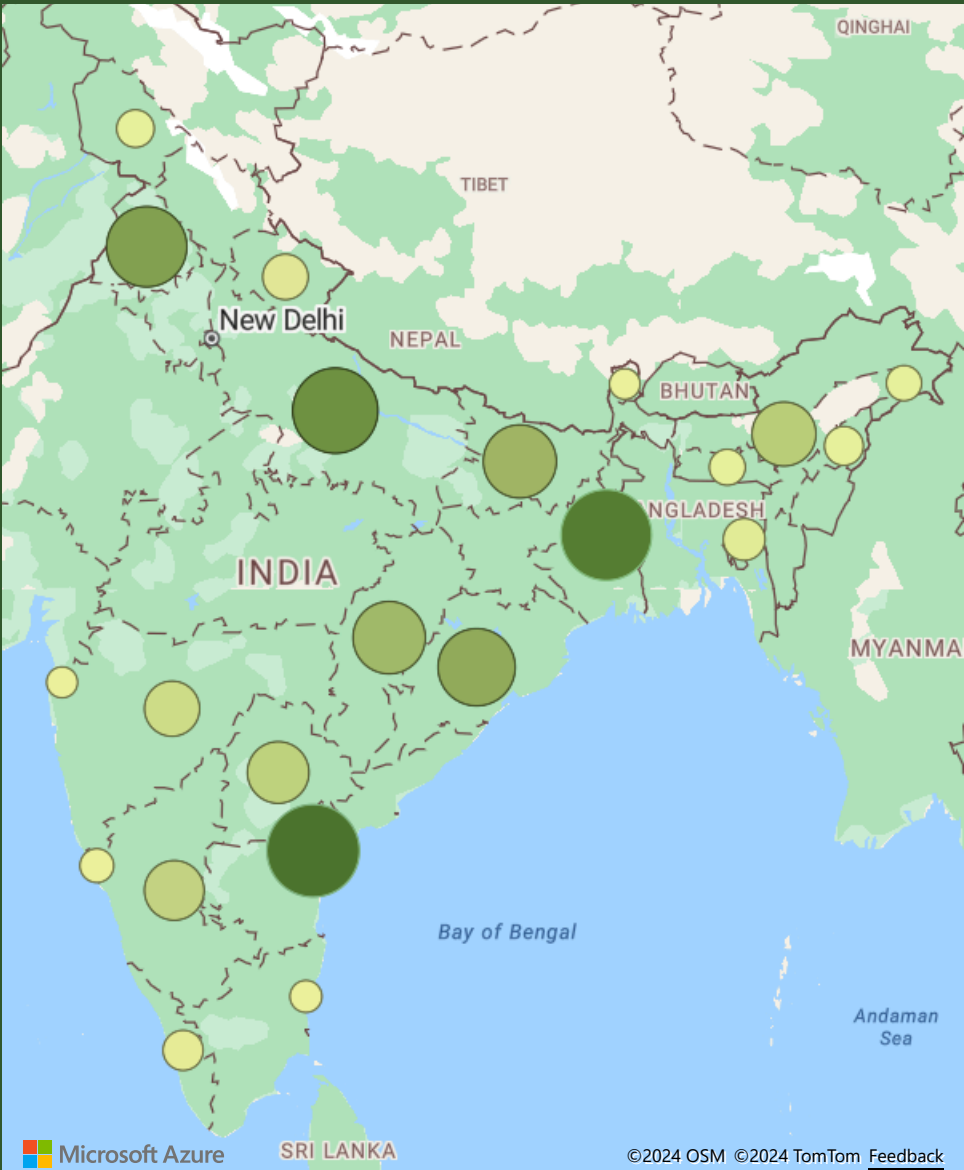 QINGHAI
TIBET
New Delhi
NEPAL
BHUTAN
NGLADESH
INDIA
MYANMA
Bay of Bengal
Andaman
Sea
SRI LANKA
Microsoft Azure
©2024 OSM ©2024 TomTom Feedback